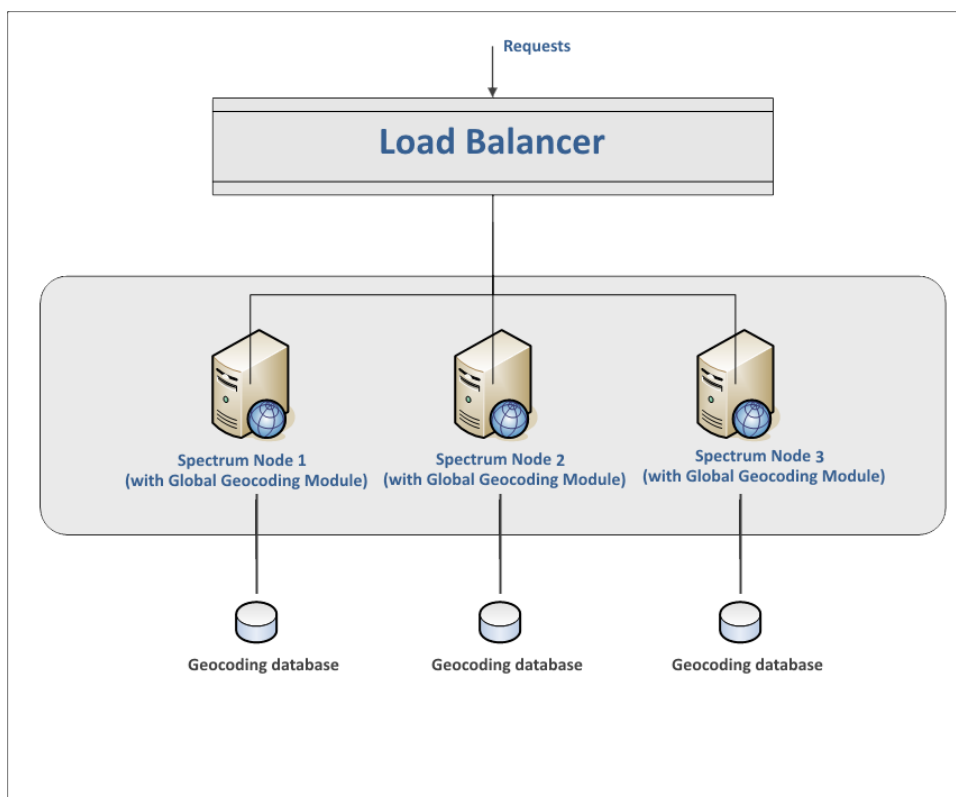 Requests
Load Balancer
Spectrum Node 1
(with Global Geocoding Module)
Spectrum Node 2
(with Global Geocoding Module)
Spectrum Node 3
(with Global Geocoding Module)
Geocoding database
Geocoding database
Geocoding database